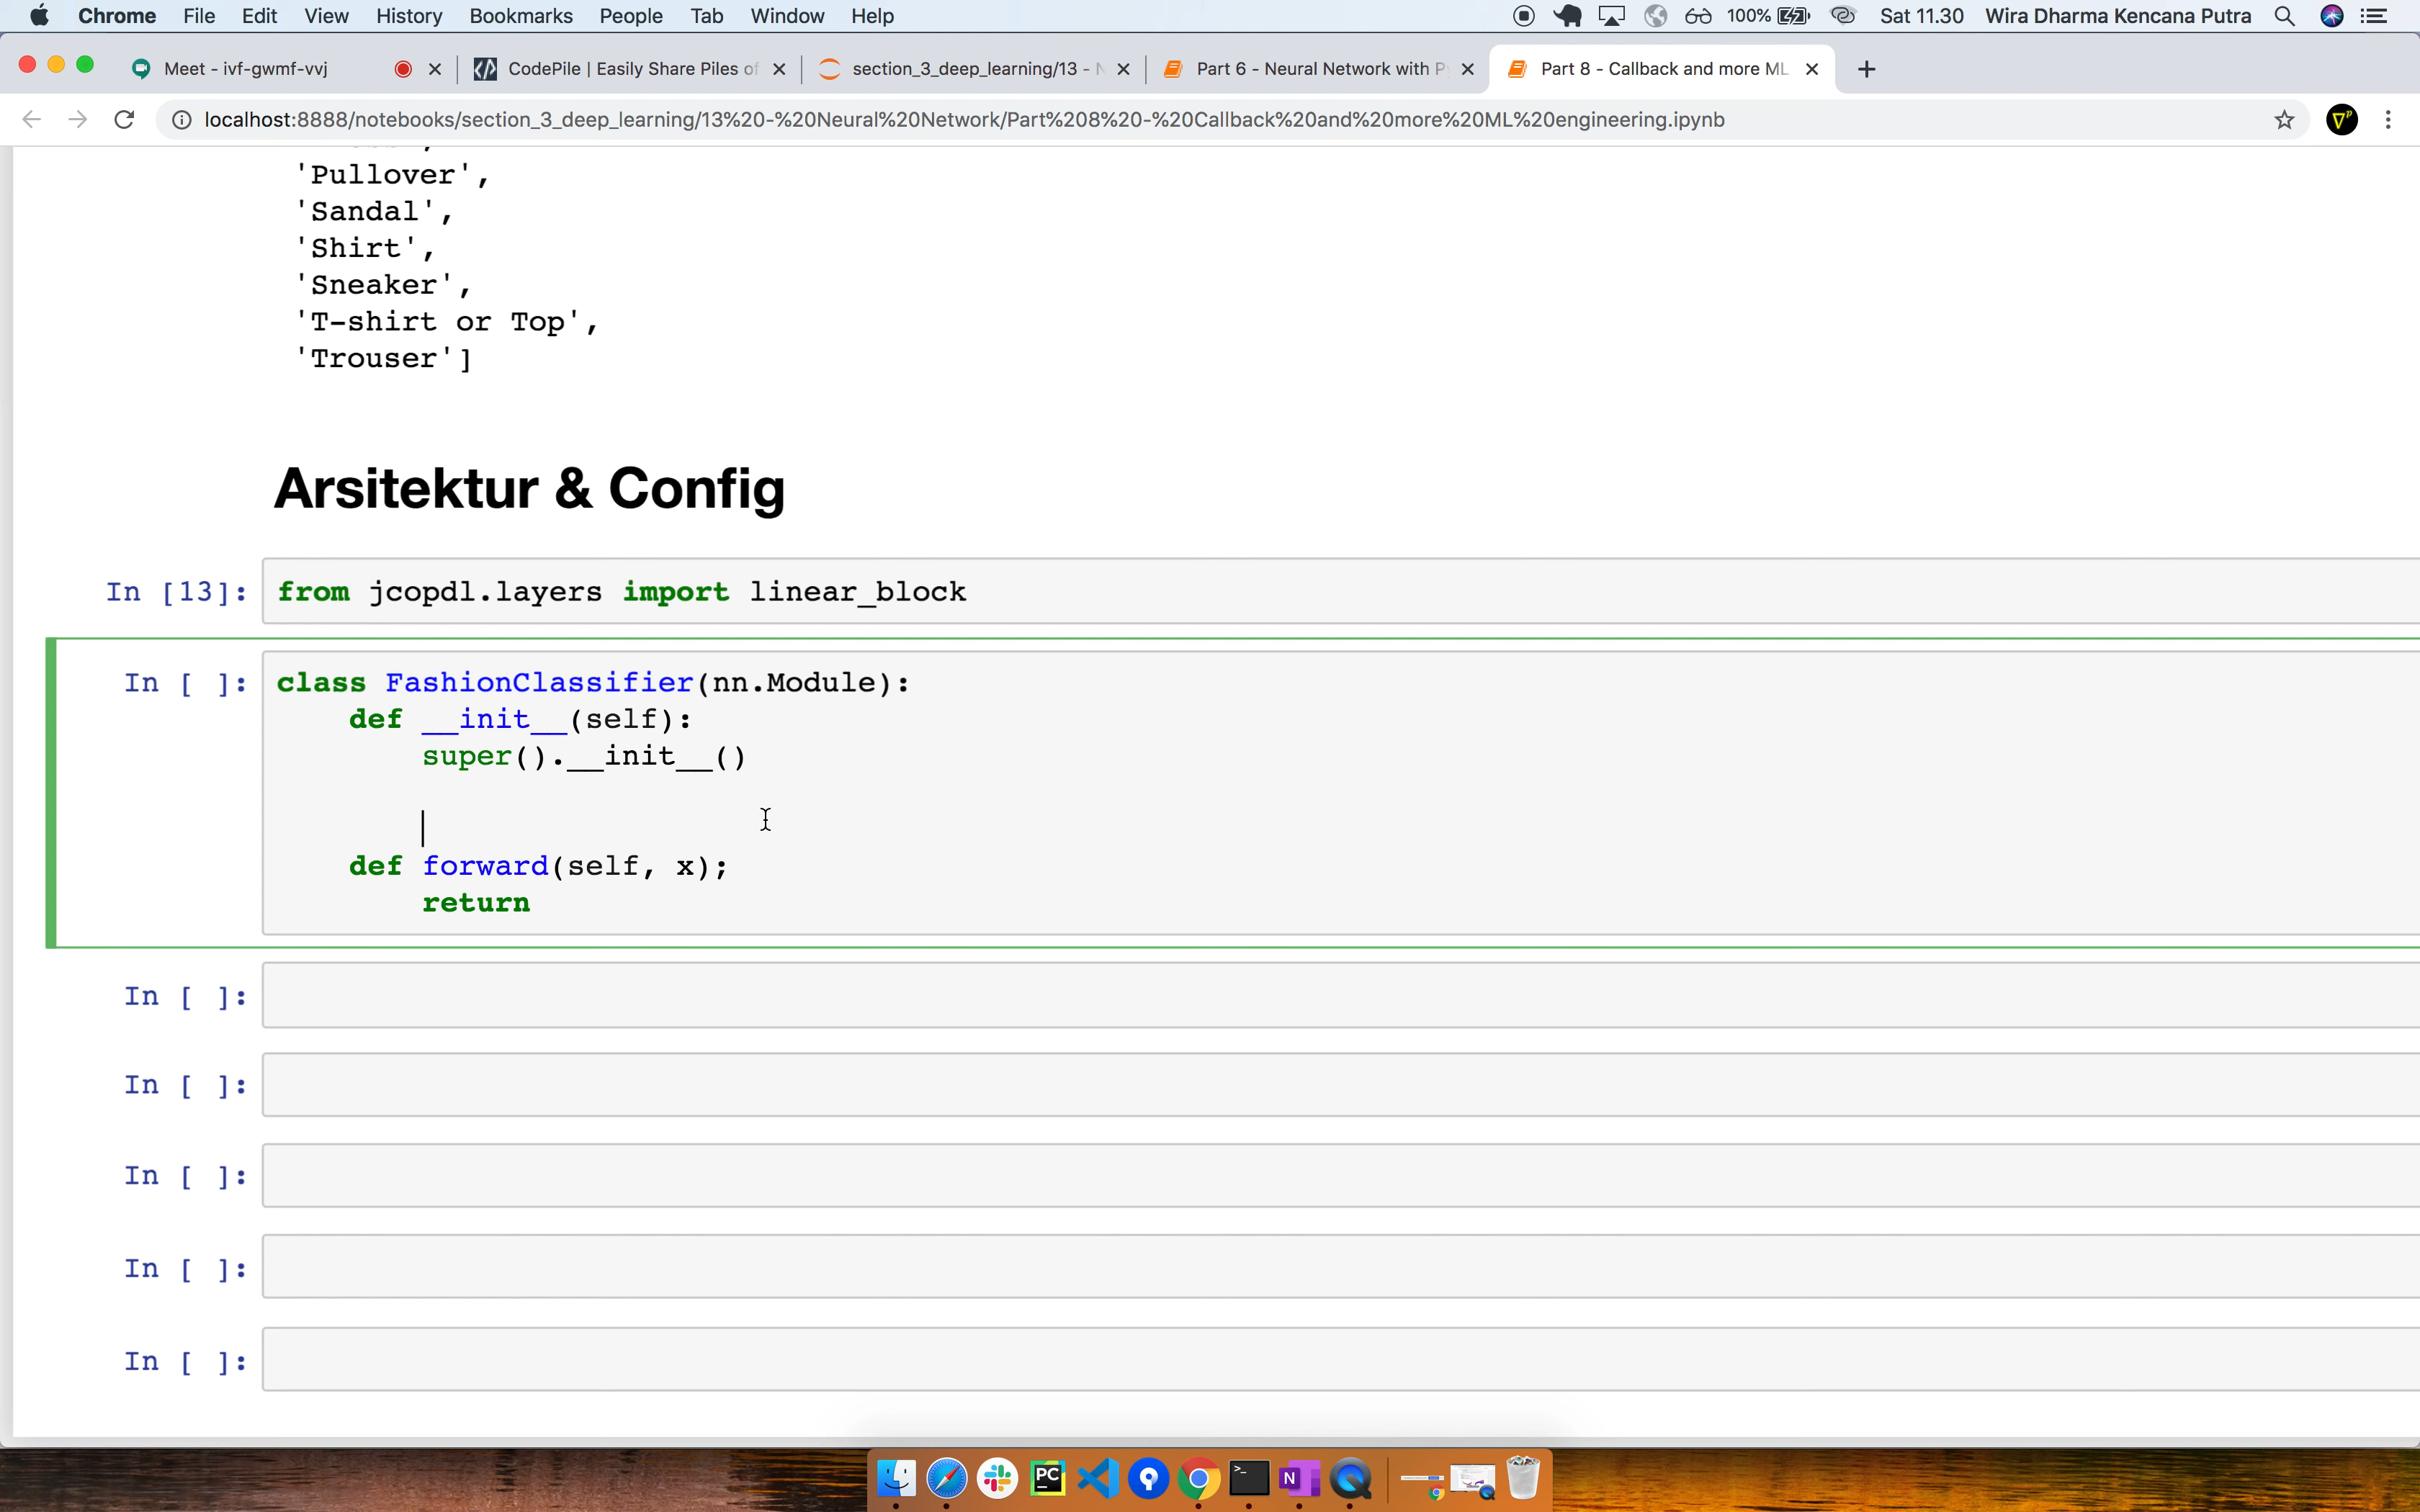 Chrome File Edit View History Bookmarks People Tab Window Help 100% Sat 11.30 Wira Dharma Kencana Putra
Meet - ivf-gwmf-vvj CodePile | Easily Share Piles of section_3_deep_learning/13 - Part 6 - Neural Network with Part 8 - Callback and more ML
localhost:8888/notebooks/section_3_deep_learning/13%20-%20Neural%20Network/Part%208%20-%20Callback%20and%20more%20ML%20engineering.ipynb
'Pullover',
'Sandal',
'Shirt',
'Sneaker',
'T-shirt or Top',
'Trouser']
Arsitektur & Config
In [13]: from jcopdl.layers import linear_block
In [ ]: class FashionClassifier(nn.Module):
def __init__(self):
super().__init__()
def forward(self, x);
return
In [ ]:
In [ ]:
In [ ]:
In [ ]:
In [ ]: